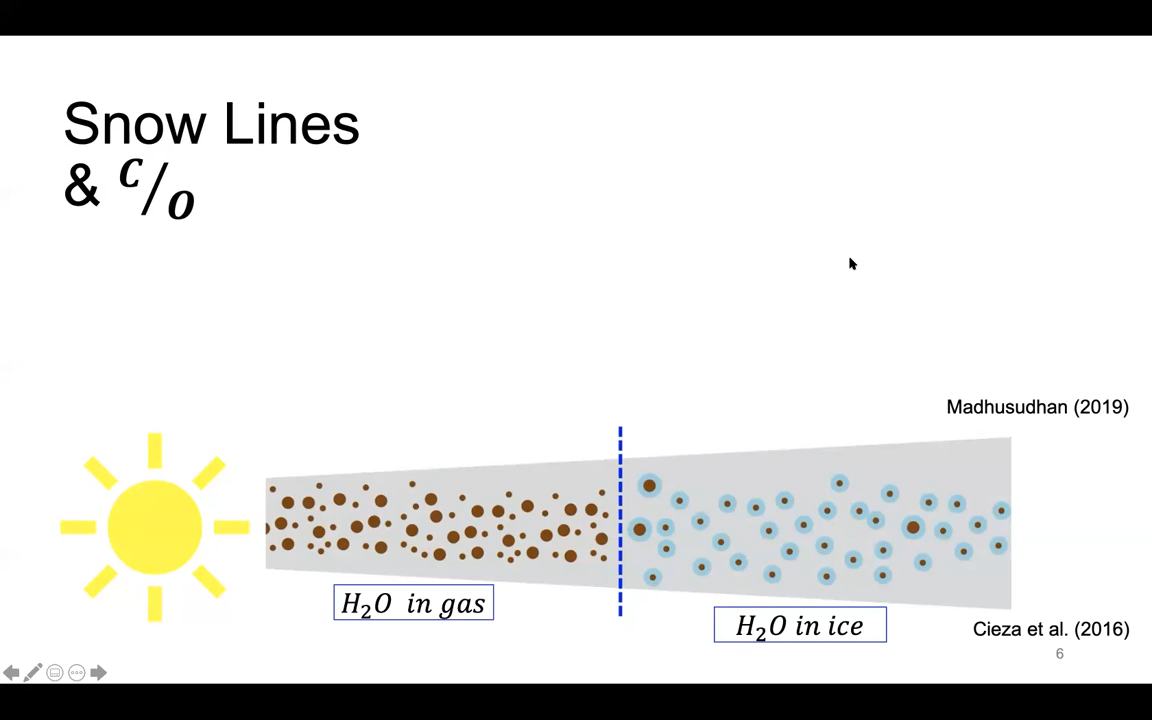 Snow Lines
& C/O
Madhusudhan (2019)
H₂O in gas
H₂O in ice
Cieza et al. (2016)
6